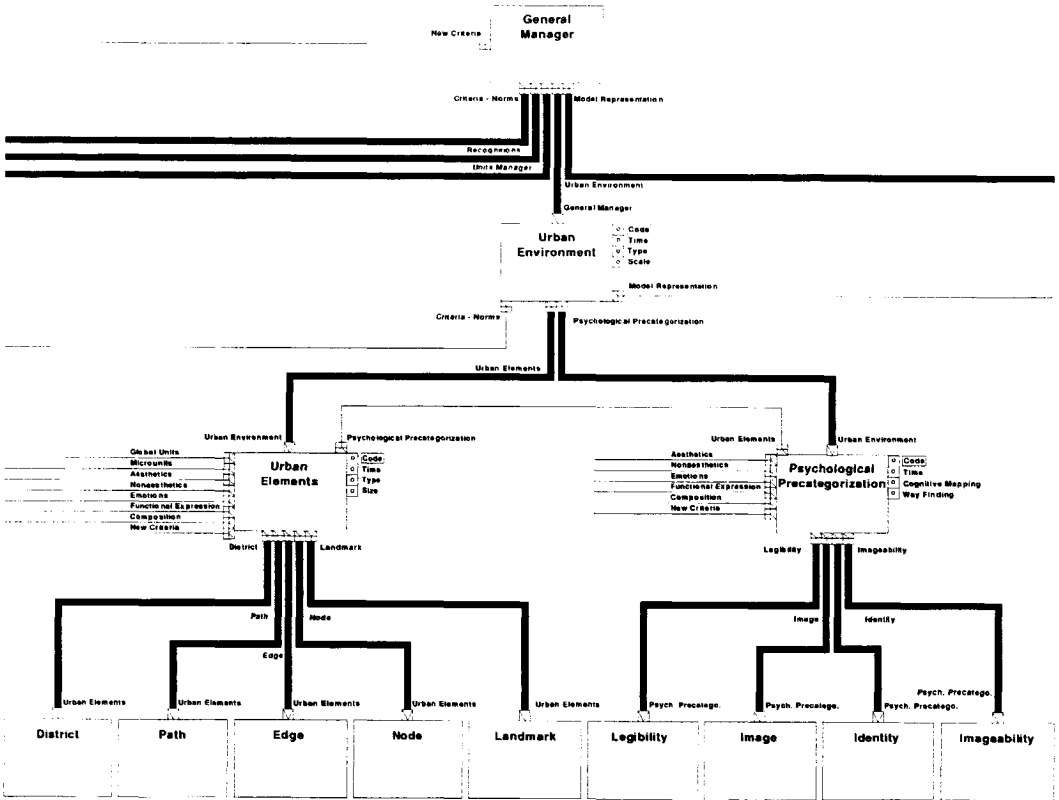 General
Manager
New Criteria
Criteria - Norms
Model Representation
Recognitions
Units Manager
Urban Environment
General Manager
Urban
Environment
Code
Time
Type
Scale
Model Representation
Criteria - Norms
Psychological Precategorization
Urban Elements
Urban Environment
Psychological Precategorization
Urban Elements
Urban Environment
Global Units
Microunits
Aesthetics
Nonaesthetics
Emotions
Functional Expression
Composition
New Criteria
Urban
Elements
Code
Time
Type
Size
Aesthetics
Nonaesthetics
Emotions
Functional Expression
Composition
New Criteria
Psychological
Precategorization
Code
Time
Cognitive Mapping
Way Finding
District
Landmark
Legibility
Imageability
Path
Node
Edge
Image
Identity
Urban Elements
Urban Elements
Urban Elements
Urban Elements
Urban Elements
Psych. Precatego.
Psych. Precatego.
Psych. Precatego.
Psych. Precatego.
District
Path
Edge
Node
Landmark
Legibility
Image
Identity
Imageability